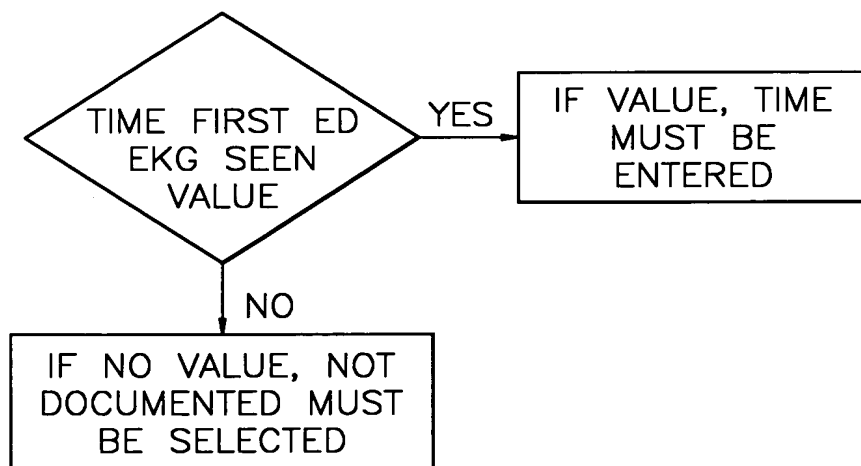 TIME FIRST ED
EKG SEEN
VALUE
YES
IF VALUE, TIME
MUST BE
ENTERED
NO
IF NO VALUE, NOT
DOCUMENTED MUST
BE SELECTED